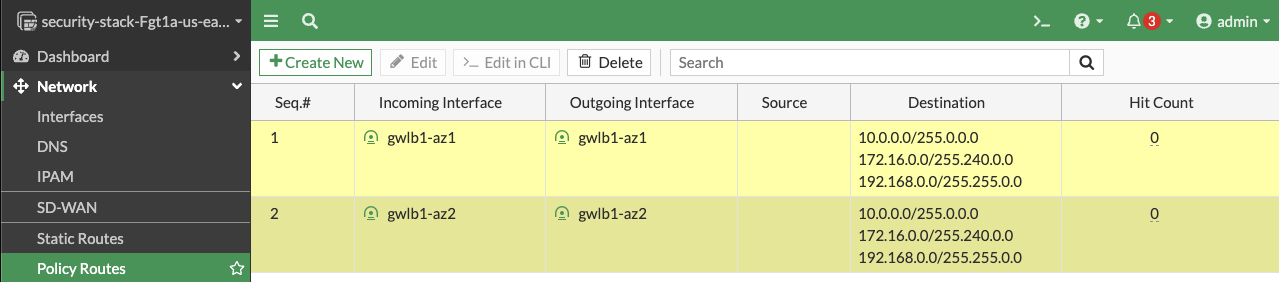 security-stack-Fgt1a-us-ea...
3
admin
Dashboard
Network
Interfaces
DNS
IPAM
SD-WAN
Static Routes
Policy Routes
Create New
Edit
Edit in CLI
Delete
Search
Seq.# Incoming Interface Outgoing Interface Source Destination Hit Count
1 gwlb1-az1 gwlb1-az1 10.0.0.0/255.0.0.0 0
172.16.0.0/255.240.0.0
192.168.0.0/255.255.0.0
2 gwlb1-az2 gwlb1-az2 10.0.0.0/255.0.0.0 0
172.16.0.0/255.240.0.0
192.168.0.0/255.255.0.0